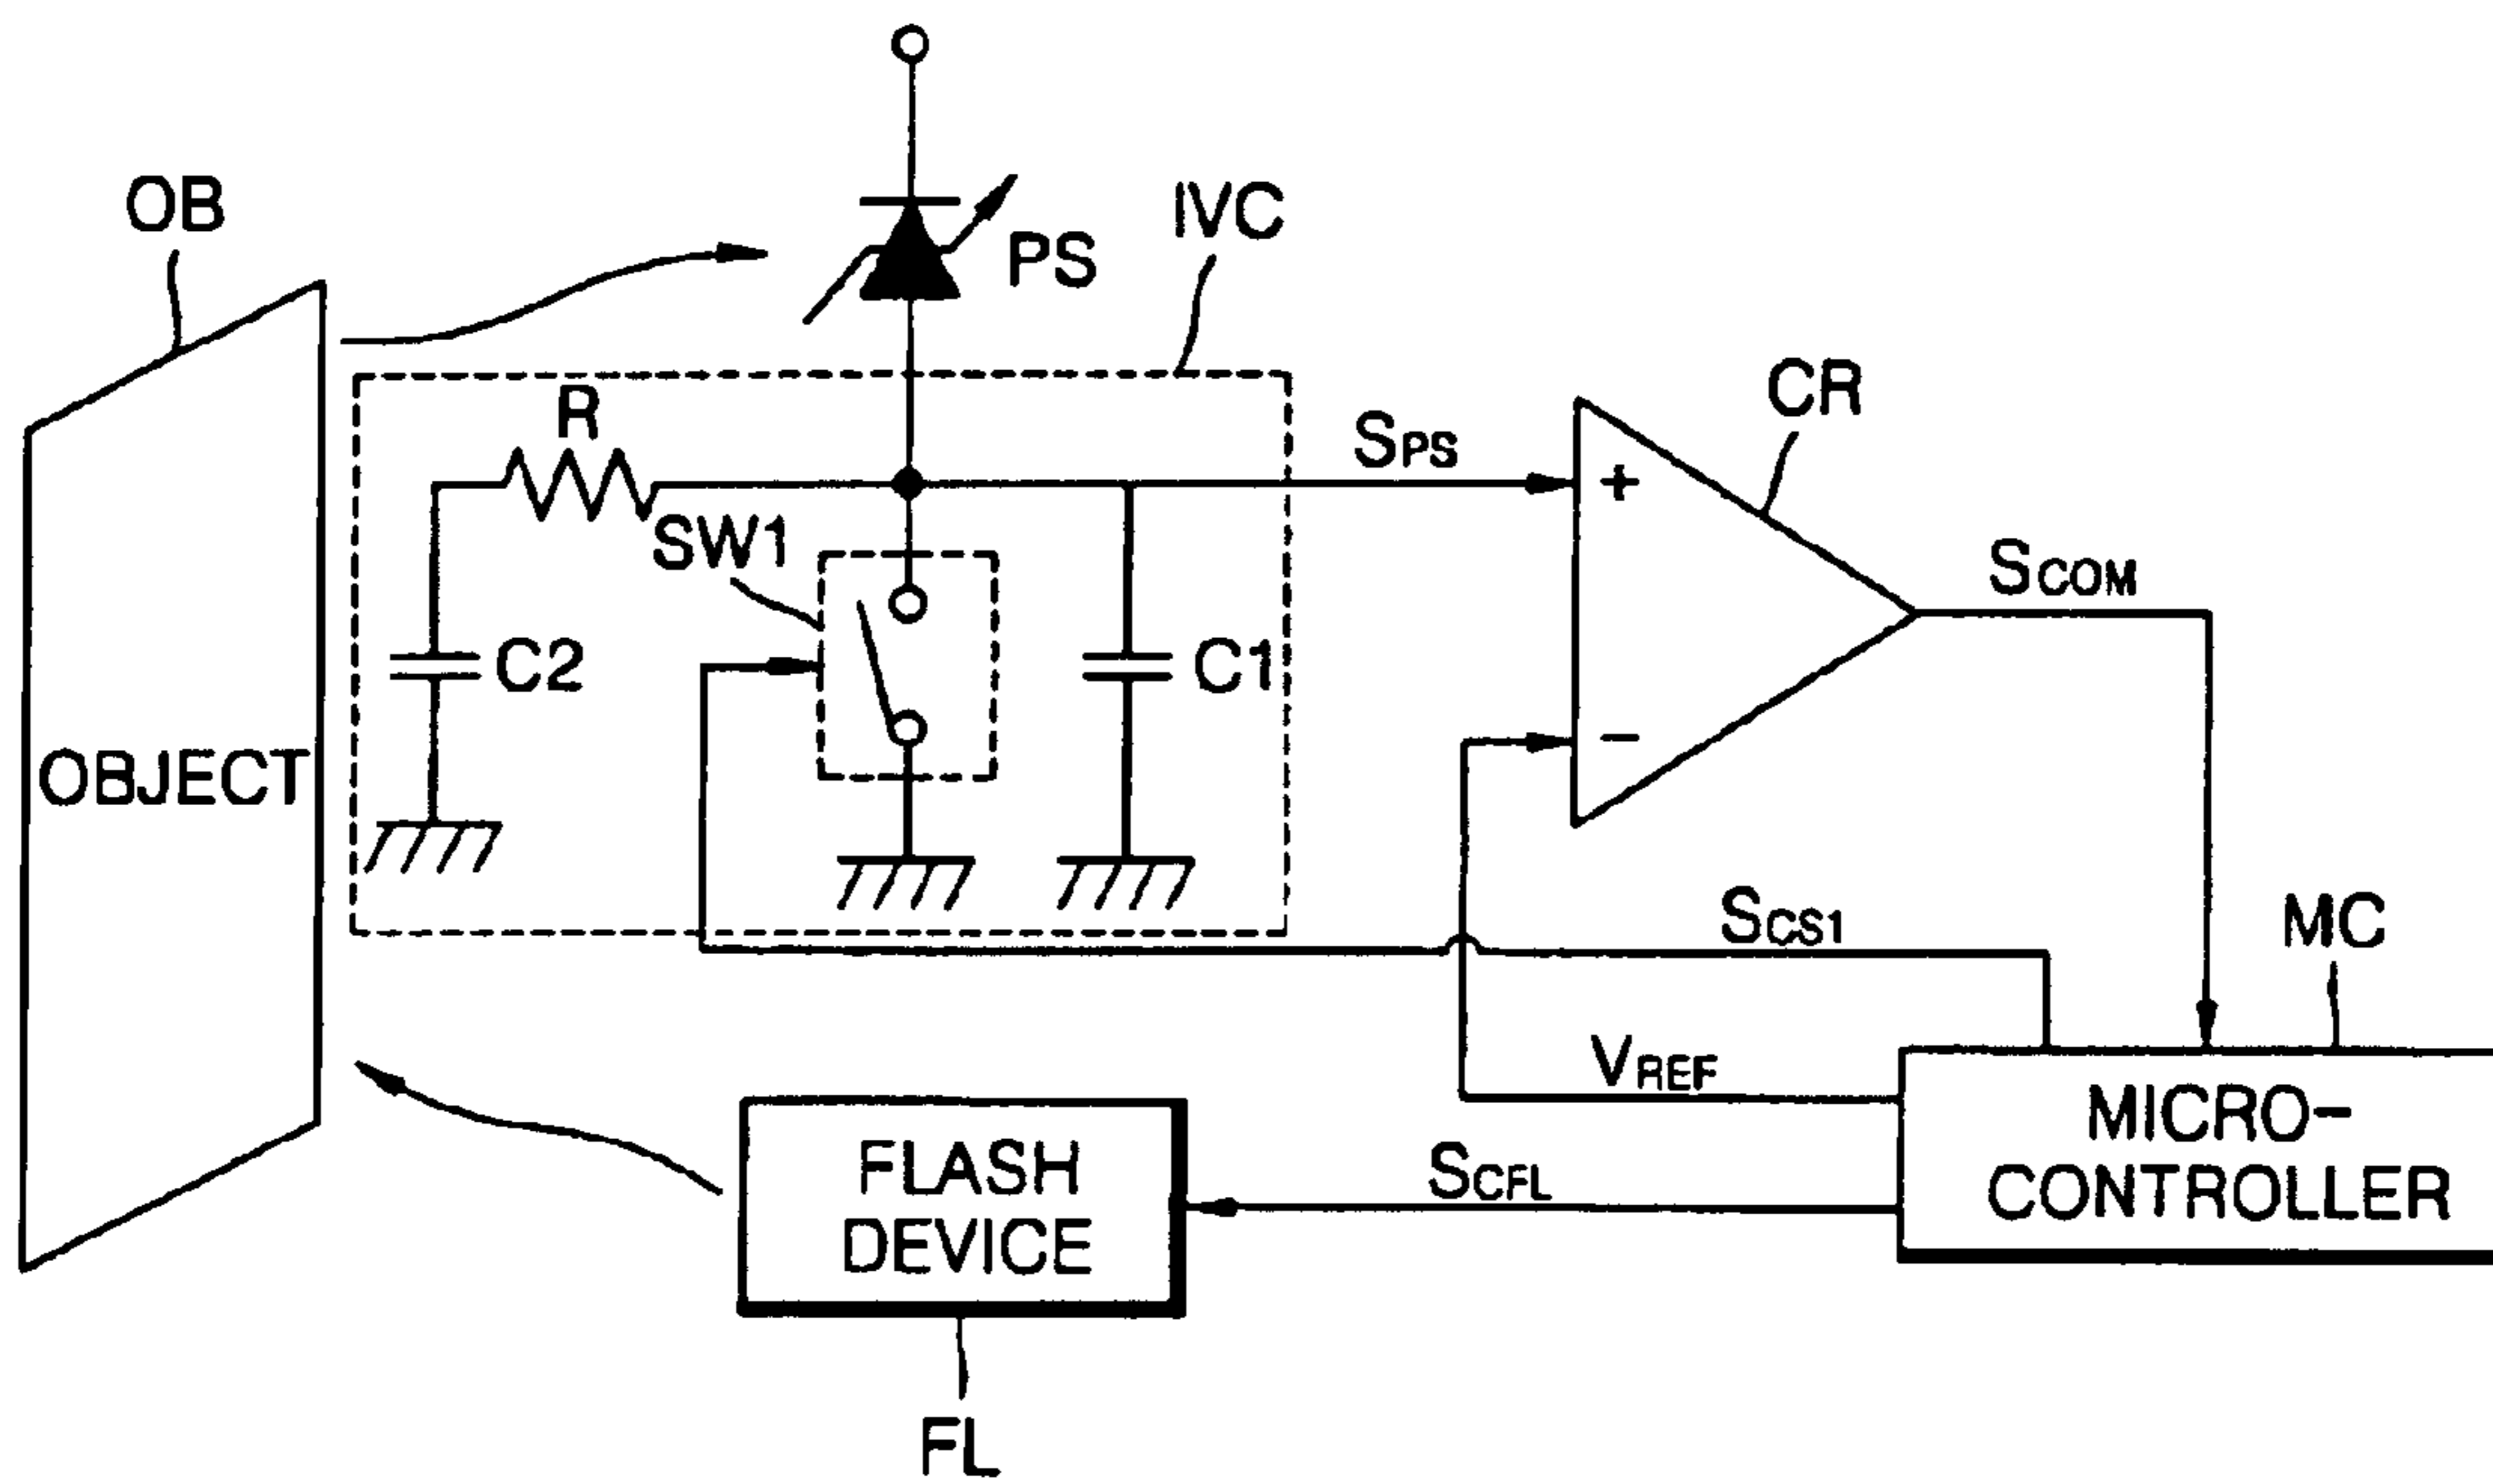 OB
PS
IVC
R
SPS
CR
+
SW1
SCOM
C2
C1
-
OBJECT
SCS1
MC
VREF
MICRO-
CONTROLLER
SCFL
FLASH
DEVICE
FL